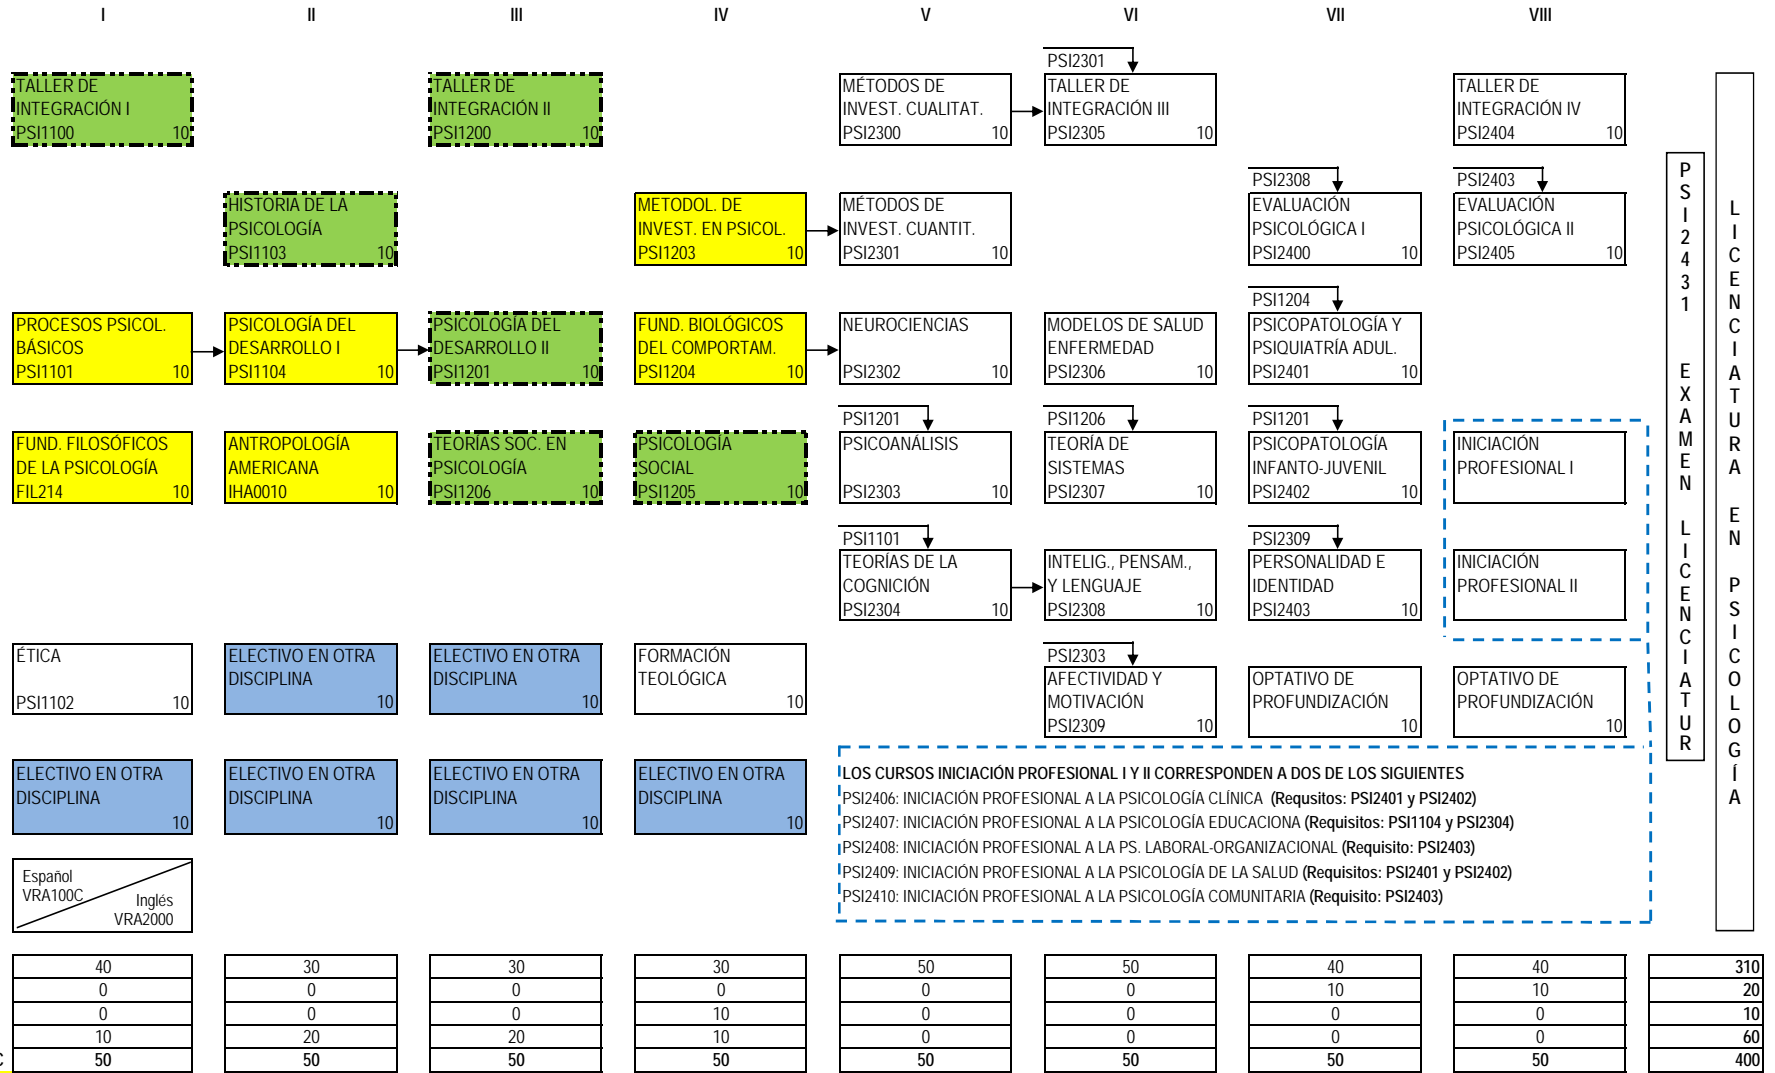 I II III IV V VI VII VIII
TALLER DE
INTEGRACIÓN I
PSI1100 10
TALLER DE
INTEGRACIÓN II
PSI1200 10
MÉTODOS DE
INVEST. CUALITAT.
PSI2300 10
PSI2301
TALLER DE
INTEGRACIÓN III
PSI2305 10
TALLER DE
INTEGRACIÓN IV
PSI2404 10
HISTORIA DE LA
PSICOLOGÍA
PSI1103 10
METODOL. DE
INVEST. EN PSICOL.
PSI1203 10
MÉTODOS DE
INVEST. CUANTIT.
PSI2301 10
PSI2308
EVALUACIÓN
PSICOLÓGICA I
PSI2400 10
PSI2403
EVALUACIÓN
PSICOLÓGICA II
PSI2405 10
PROCESOS PSICOL.
BÁSICOS
PSI1101 10
PSICOLOGÍA DEL
DESARROLLO I
PSI1104 10
PSICOLOGÍA DEL
DESARROLLO II
PSI1201 10
FUND. BIOLÓGICOS
DEL COMPORTAM.
PSI1204 10
NEUROCIENCIAS
PSI2302 10
MODELOS DE SALUD
ENFERMEDAD
PSI2306 10
PSI1204
PSICOPATOLOGÍA Y
PSIQUIATRÍA ADUL.
PSI2401 10
FUND. FILOSÓFICOS
DE LA PSICOLOGÍA
FIL214 10
ANTROPOLOGÍA
AMERICANA
IHA0010 10
TEORÍAS SOC. EN
PSICOLOGÍA
PSI1206 10
PSICOLOGÍA
SOCIAL
PSI1205 10
PSI1201
PSICOANÁLISIS
PSI2303 10
PSI1206
TEORÍA DE
SISTEMAS
PSI2307 10
PSI1201
PSICOPATOLOGÍA
INFANTO-JUVENIL
PSI2402 10
INICIACIÓN
PROFESIONAL I
PSI1101
TEORÍAS DE LA
COGNICIÓN
PSI2304 10
INTELIG., PENSAM.,
Y LENGUAJE
PSI2308 10
PSI2309
PERSONALIDAD E
IDENTIDAD
PSI2403 10
INICIACIÓN
PROFESIONAL II
ÉTICA
PSI1102 10
ELECTIVO EN OTRA
DISCIPLINA
10
ELECTIVO EN OTRA
DISCIPLINA
10
FORMACIÓN
TEOLÓGICA
10
PSI2303
AFECTIVIDAD Y
MOTIVACIÓN
PSI2309 10
OPTATIVO DE
PROFUNDIZACIÓN
10
OPTATIVO DE
PROFUNDIZACIÓN
10
ELECTIVO EN OTRA
DISCIPLINA
10
ELECTIVO EN OTRA
DISCIPLINA
10
ELECTIVO EN OTRA
DISCIPLINA
10
ELECTIVO EN OTRA
DISCIPLINA
10
LOS CURSOS INICIACIÓN PROFESIONAL I Y II CORRESPONDEN A DOS DE LOS SIGUIENTES
PSI2406: INICIACIÓN PROFESIONAL A LA PSICOLOGÍA CLÍNICA (Requsitos: PSI2401 y PSI2402)
PSI2407: INICIACIÓN PROFESIONAL A LA PSICOLOGÍA EDUCACIONA (Requisitos: PSI1104 y PSI2304)
PSI2408: INICIACIÓN PROFESIONAL A LA PS. LABORAL-ORGANIZACIONAL (Requisito: PSI2403)
PSI2409: INICIACIÓN PROFESIONAL A LA PSICOLOGÍA DE LA SALUD (Requisitos: PSI2401 y PSI2402)
PSI2410: INICIACIÓN PROFESIONAL A LA PSICOLOGÍA COMUNITARIA (Requisito: PSI2403)
Español
VRA100C
Inglés
VRA2000
PSI2431 EXAMEN LICENCIATUR
LICENCIATURA EN PSICOLOGÍA
40 30 30 30 50 50 40 40 310
0 0 0 0 0 0 10 10 20
0 0 0 10 0 0 0 0 10
10 20 20 10 0 0 0 0 60
C 50 50 50 50 50 50 50 50 400